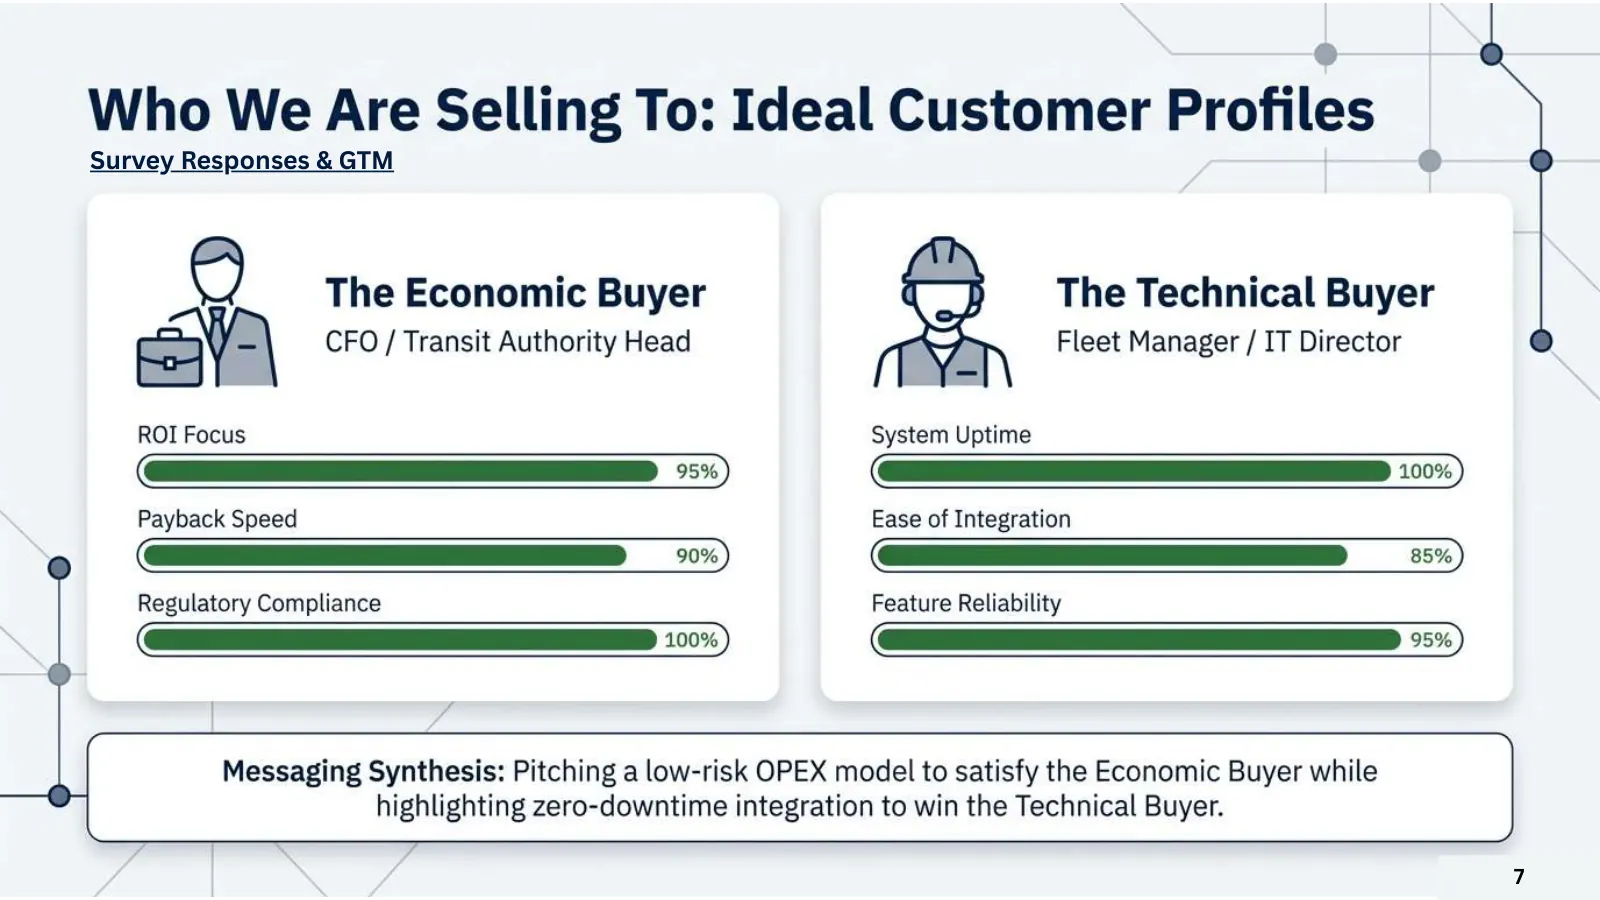 Who We Are Selling To: Ideal Customer Profiles
Survey Responses & GTM
The Economic Buyer
CFO / Transit Authority Head
ROI Focus
95%
Payback Speed
90%
Regulatory Compliance
100%
The Technical Buyer
Fleet Manager / IT Director
System Uptime
100%
Ease of Integration
85%
Feature Reliability
95%
Messaging Synthesis: Pitching a low-risk OPEX model to satisfy the Economic Buyer while
highlighting zero-downtime integration to win the Technical Buyer.
7